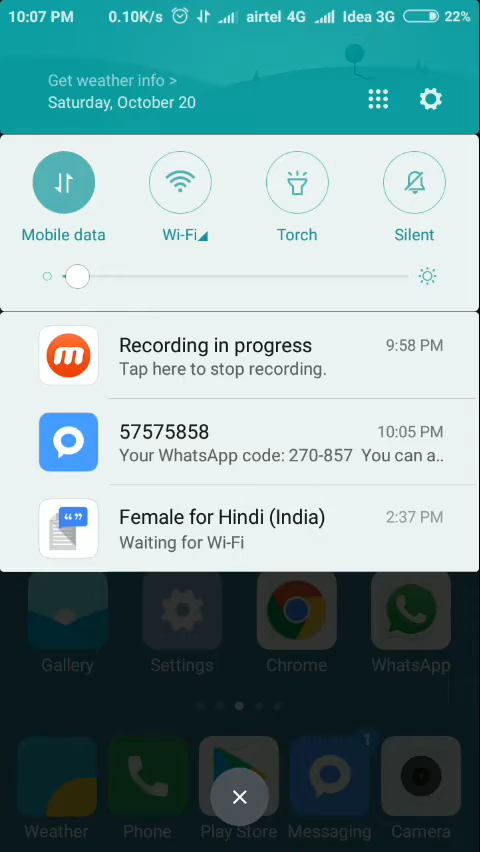 10:07 PM 0.10K/s airtel 4G Idea 3G 22%
Get weather info >
Saturday, October 20
Mobile data Wi-Fi Torch Silent
Recording in progress 9:58 PM
Tap here to stop recording.
57575858 10:05 PM
Your WhatsApp code: 270-857 You can a..
Female for Hindi (India) 2:37 PM
Waiting for Wi-Fi
Gallery Settings Chrome WhatsApp
1
Weather Phone Play Store Messaging Camera